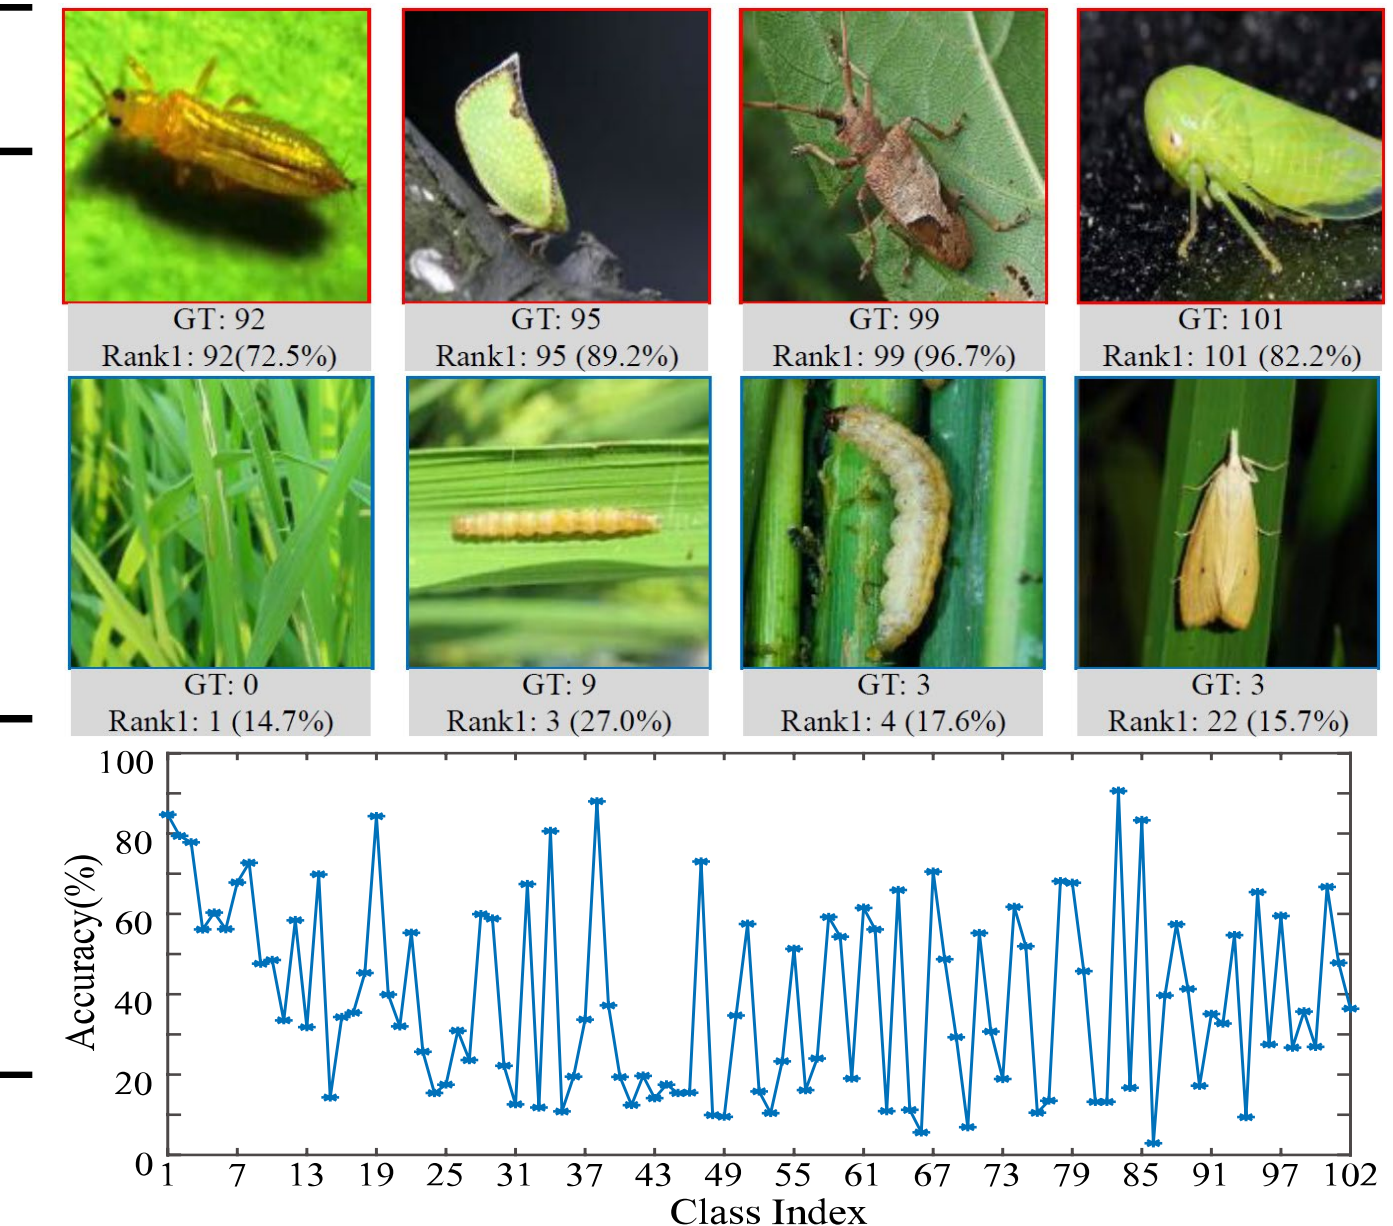 GT: 92
Rank1: 92(72.5%)
GT: 95
Rank1: 95 (89.2%)
GT: 99
Rank1: 99 (96.7%)
GT: 101
Rank1: 101 (82.2%)
GT: 0
Rank1: 1 (14.7%)
GT: 9
Rank1: 3 (27.0%)
GT: 3
Rank1: 4 (17.6%)
GT: 3
Rank1: 22 (15.7%)
100
80
60
40
20
0
Accuracy(%)
1 7 13 19 25 31 37 43 49 55 61 67 73 79 85 91 97 102
Class Index